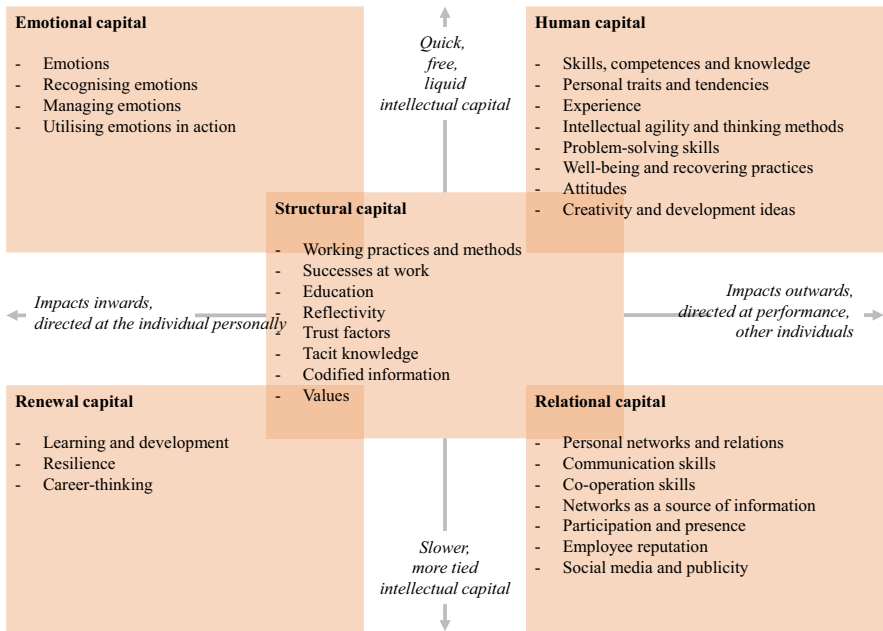 Emotional capital
- Emotions
- Recognising emotions
- Managing emotions
- Utilising emotions in action
Quick,
free,
liquid
intellectual capital
Human capital
- Skills, competences and knowledge
- Personal traits and tendencies
- Experience
- Intellectual agility and thinking methods
- Problem-solving skills
- Well-being and recovering practices
- Attitudes
- Creativity and development ideas
Structural capital
- Working practices and methods
- Successes at work
- Education
- Reflectivity
- Trust factors
- Tacit knowledge
- Codified information
- Values
Impacts inwards,
directed at the individual personally
Impacts outwards,
directed at performance,
other individuals
Renewal capital
- Learning and development
- Resilience
- Career-thinking
Slower,
more tied
intellectual capital
Relational capital
- Personal networks and relations
- Communication skills
- Co-operation skills
- Networks as a source of information
- Participation and presence
- Employee reputation
- Social media and publicity